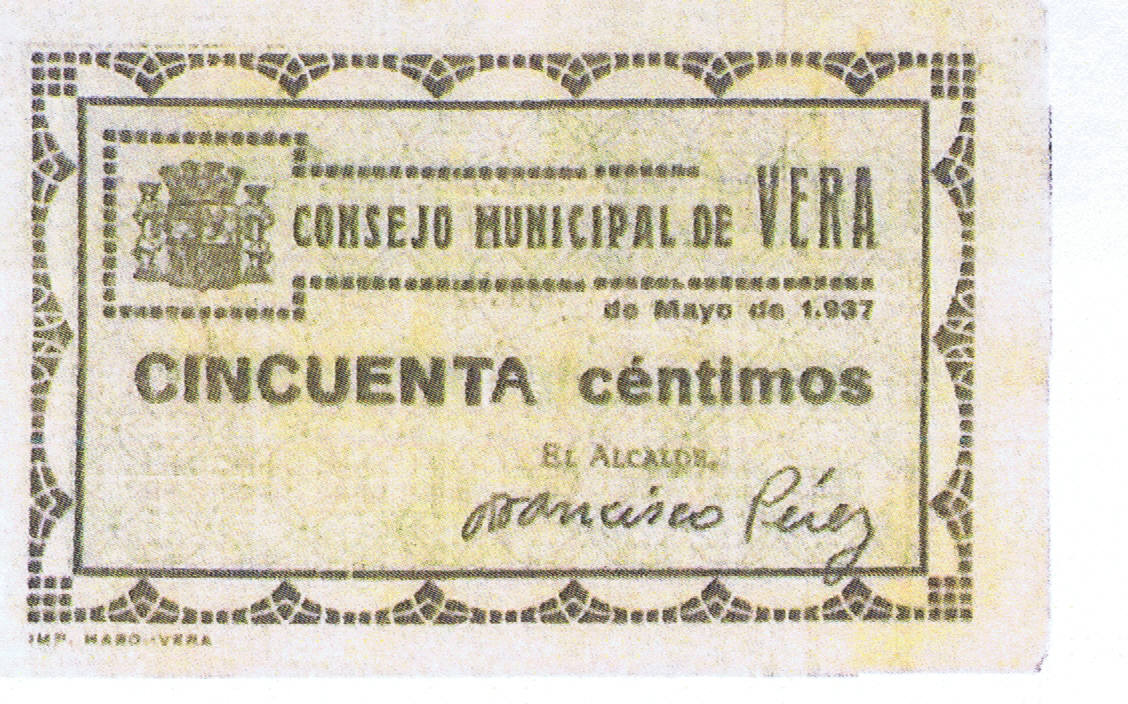 CONSEJO MUNICIPAL DE VERA
de Mayo de 1.937
CINCUENTA céntimos
EL ALCALDE,
Francisco Pérez
IMP. HARO.-VERA